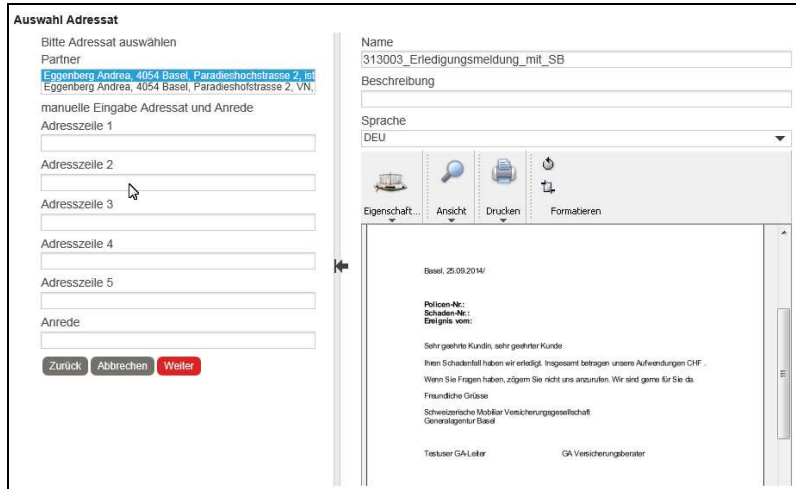 Auswahl Adressat
Bitte Adressat auswählen
Partner
Eggenberg Andrea, 4054 Basel, Paradieshochstrasse 2, ist
Eggenberg Andrea, 4054 Basel, Paradieshofstrasse 2, VN,
manuelle Eingabe Adressat und Anrede
Adresszeile 1
Adresszeile 2
Adresszeile 3
Adresszeile 4
Adresszeile 5
Anrede
Zurück Abbrechen Weiter
Name
313003_Erledigungsmeldung_mit_SB
Beschreibung
Sprache
DEU
Eigenschaft... Ansicht Drucken Formatieren
Basel, 25.09.2014/
Policen-Nr.:
Schaden-Nr.:
Ereignis vom:
Sehr geehrte Kundin, sehr geehrter Kunde
Ihren Schadenfall haben wir erledigt. Insgesamt betragen unsere Aufwendungen CHF .
Wenn Sie Fragen haben, zögern Sie nicht uns anzurufen. Wir sind gerne für Sie da.
Freundliche Grüsse
Schweizerische Mobiliar Versicherungsgesellschaft
Generalagentur Basel
Testuser GA-Leiter GA Versicherungsberater